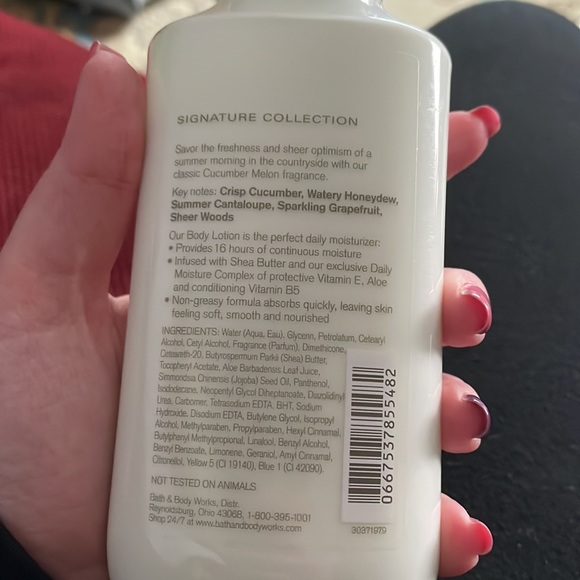 SIGNATURE COLLECTION
Savor the freshness and sheer optimism of a
summer morning in the countryside with our
classic Cucumber Melon fragrance.
Key notes: Crisp Cucumber, Watery Honeydew,
Summer Cantaloupe, Sparkling Grapefruit,
Sheer Woods
Our Body Lotion is the perfect daily moisturizer:
• Provides 16 hours of continuous moisture
• Infused with Shea Butter and our exclusive Daily
Moisture Complex of protective Vitamin E, Aloe
and conditioning Vitamin B5
• Non-greasy formula absorbs quickly, leaving skin
feeling soft, smooth and nourished
INGREDIENTS: Water (Aqua, Eau), Glycerin, Petrolatum, Cetearyl
Alcohol, Cetyl Alcohol, Fragrance (Parfum), Dimethicone,
Ceteareth-20, Butyrospermum Parkii (Shea) Butter,
Tocopheryl Acetate, Aloe Barbadensis Leaf Juice,
Simmondsia Chinensis (Jojoba) Seed Oil, Panthenol,
Isododecane, Neopentyl Glycol Diheptanoate, Diazolidinyl
Urea, Carbomer, Tetrasodium EDTA, BHT, Sodium
Hydroxide, Disodium EDTA, Butylene Glycol, Isopropyl
Alcohol, Methylparaben, Propylparaben, Hexyl Cinnamal,
Butylphenyl Methylpropional, Linalool, Benzyl Alcohol,
Benzyl Benzoate, Limonene, Geraniol, Amyl Cinnamal,
Citronellol, Yellow 5 (CI 19140), Blue 1 (CI 42090).
NOT TESTED ON ANIMALS
Bath & Body Works, Distr.
Reynoldsburg, Ohio 43068, 1-800-395-1001
Shop 24/7 at www.bathandbodyworks.com
0667537855482
30371979